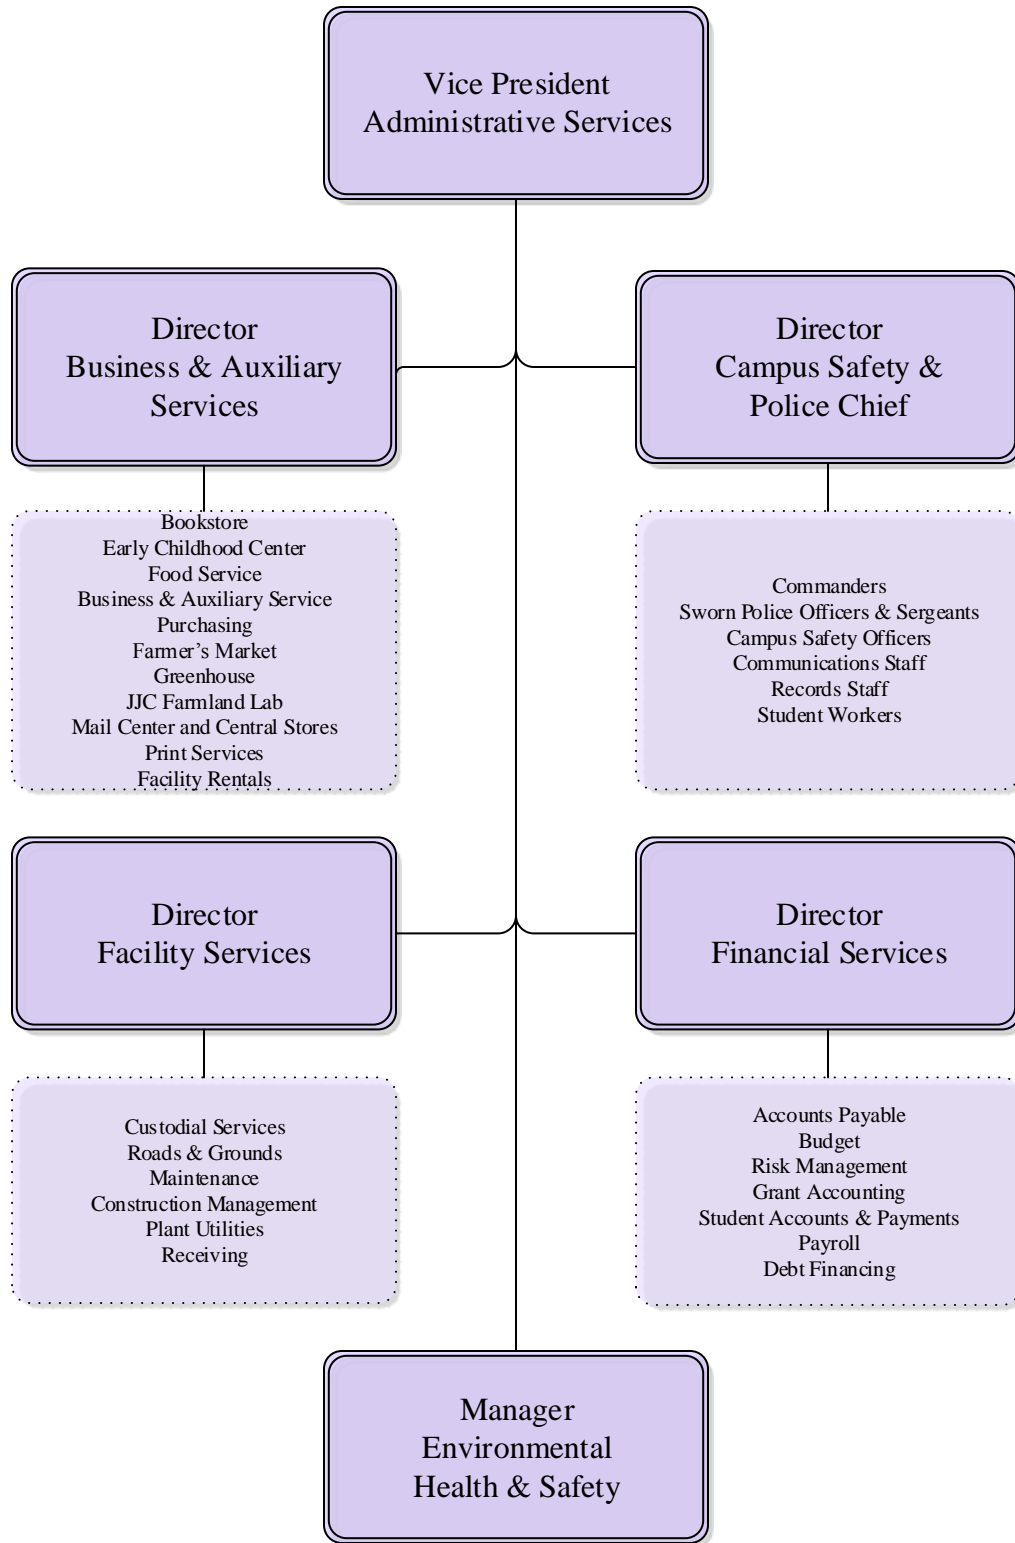 Vice President
Administrative Services
Director
Business & Auxiliary
Services
Director
Campus Safety &
Police Chief
Bookstore
Early Childhood Center
Food Service
Business & Auxiliary Service
Purchasing
Farmer's Market
Greenhouse
JJC Farmland Lab
Mail Center and Central Stores
Print Services
Facility Rentals
Commanders
Sworn Police Officers & Sergeants
Campus Safety Officers
Communications Staff
Records Staff
Student Workers
Director
Facility Services
Director
Financial Services
Custodial Services
Roads & Grounds
Maintenance
Construction Management
Plant Utilities
Receiving
Accounts Payable
Budget
Risk Management
Grant Accounting
Student Accounts & Payments
Payroll
Debt Financing
Manager
Environmental
Health & Safety